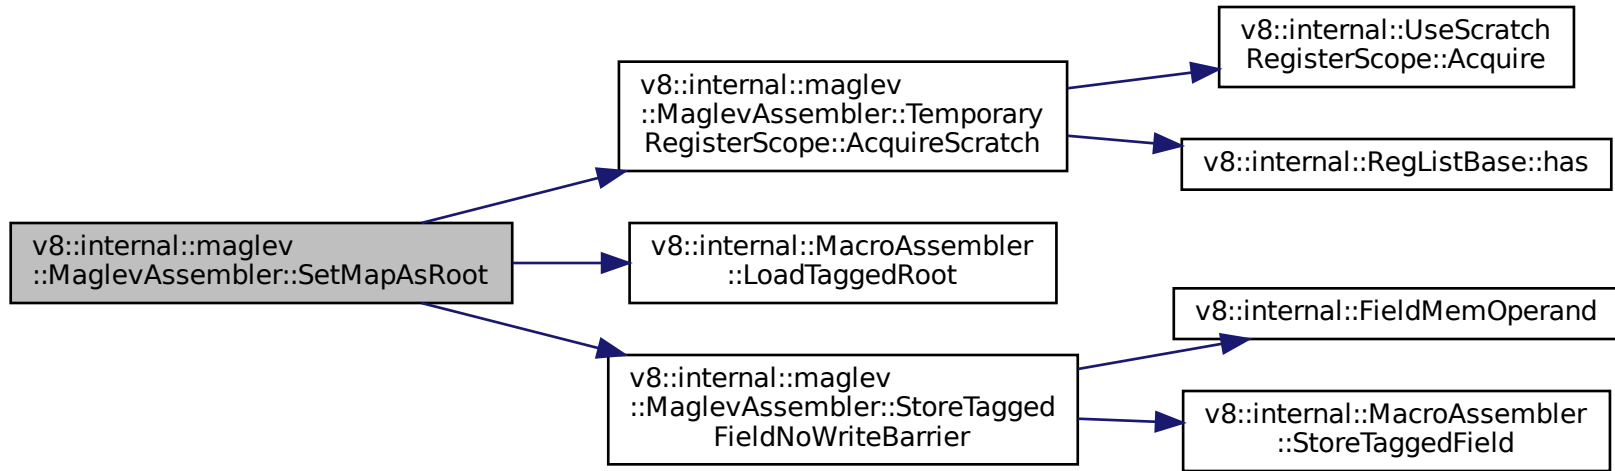 v8::internal::maglev
::MaglevAssembler::SetMapAsRoot
v8::internal::maglev
::MaglevAssembler::Temporary
RegisterScope::AcquireScratch
v8::internal::UseScratch
RegisterScope::Acquire
v8::internal::RegListBase::has
v8::internal::MacroAssembler
::LoadTaggedRoot
v8::internal::maglev
::MaglevAssembler::StoreTagged
FieldNoWriteBarrier
v8::internal::FieldMemOperand
v8::internal::MacroAssembler
::StoreTaggedField